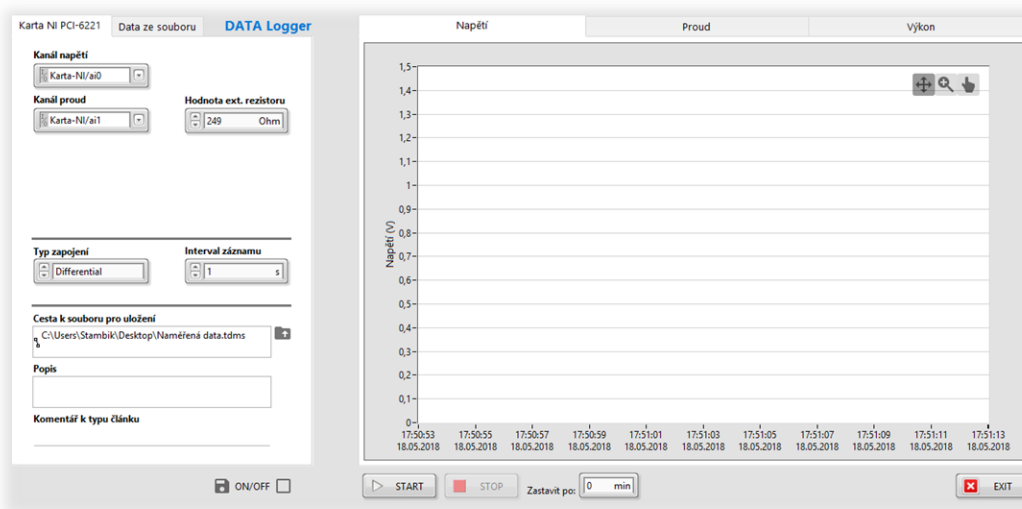 Karta NI PCI-6221
Data ze souboru
DATA Logger
Kanál napětí
Karta-NI/ai0
Kanál proud
Karta-NI/ai1
Hodnota ext. rezistoru
249 Ohm
Typ zapojení
Differential
Interval záznamu
1 s
Cesta k souboru pro uložení
C:\Users\Stambik\Desktop\Naměřená data.tdms
Popis
Komentář k typu článku
ON/OFF
Napětí
Proud
Výkon
Napětí (V)
1,5
1,4
1,3
1,2
1,1
1
0,9
0,8
0,7
0,6
0,5
0,4
0,3
0,2
0,1
0
17:50:53 17:50:55 17:50:57 17:50:59 17:51:01 17:51:03 17:51:05 17:51:07 17:51:09 17:51:11 17:51:13
18.05.2018 18.05.2018 18.05.2018 18.05.2018 18.05.2018 18.05.2018 18.05.2018 18.05.2018 18.05.2018 18.05.2018 18.05.2018
START
STOP
Zastavit po:
0 min
EXIT